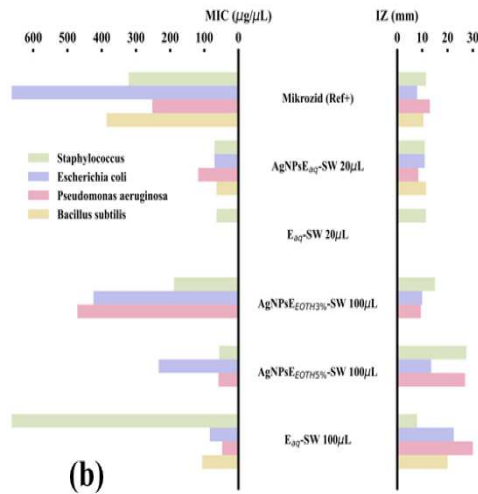 MIC (μg/μL) IZ (mm)
600 500 400 300 200 100 0 0 10 20 30
Mikrozid (Ref+)
Staphylococcus
Escherichia coli
Pseudomonas aeruginosa
Bacillus subtilis
AgNPsEaq-SW 20μL
Eaq-SW 20μL
AgNPsEEOTH3%-SW 100μL
AgNPsEEOTH5%-SW 100μL
Eaq-SW 100μL
(b)